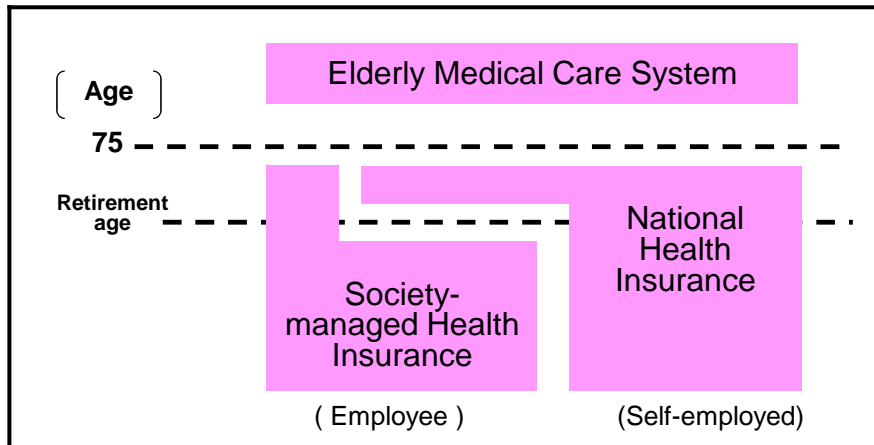 Elderly Medical Care System
Age
75
Retirement
age
National
Health
Insurance
Society-
managed Health
Insurance
( Employee )
(Self-employed)